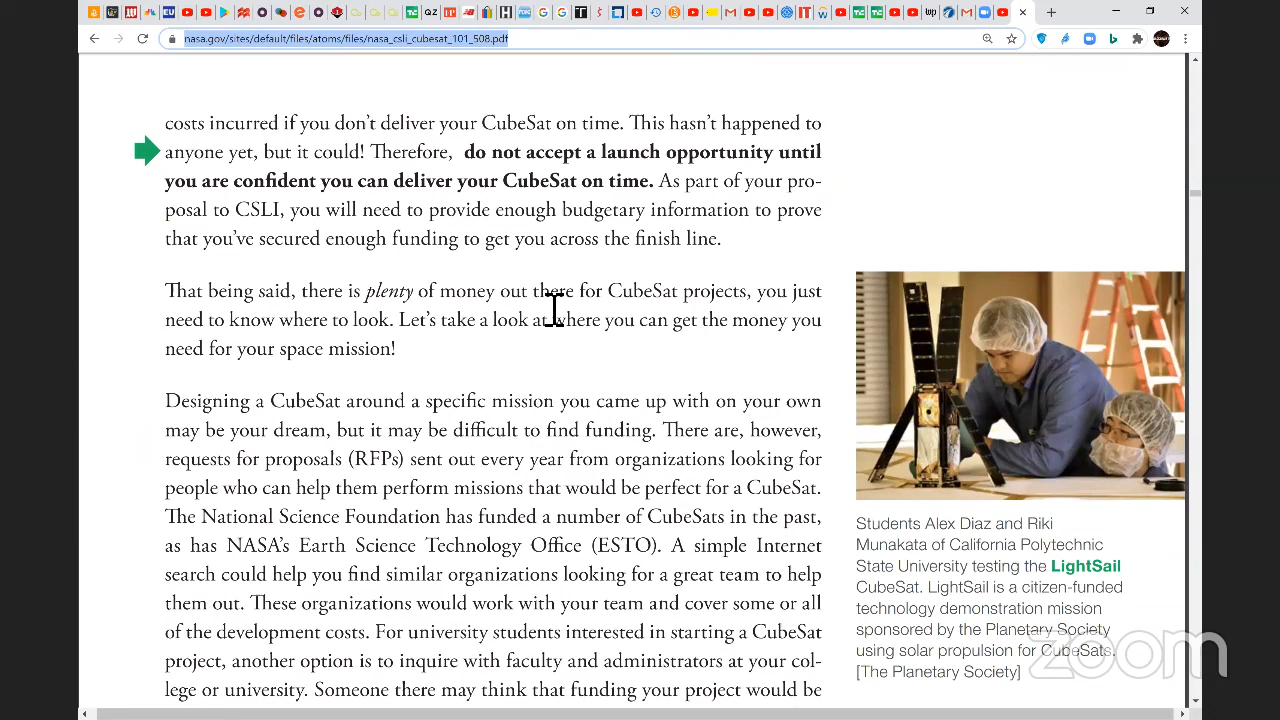 nasa.gov/sites/default/files/atoms/files/nasa_csli_cubesat_101_508.pdf
costs incurred if you don't deliver your CubeSat on time. This hasn't happened to
anyone yet, but it could! Therefore, do not accept a launch opportunity until
you are confident you can deliver your CubeSat on time. As part of your pro-
posal to CSLI, you will need to provide enough budgetary information to prove
that you've secured enough funding to get you across the finish line.
That being said, there is plenty of money out there for CubeSat projects, you just
need to know where to look. Let's take a look at where you can get the money you
need for your space mission!
Designing a CubeSat around a specific mission you came up with on your own
may be your dream, but it may be difficult to find funding. There are, however,
requests for proposals (RFPs) sent out every year from organizations looking for
people who can help them perform missions that would be perfect for a CubeSat.
The National Science Foundation has funded a number of CubeSats in the past,
as has NASA's Earth Science Technology Office (ESTO). A simple Internet
search could help you find similar organizations looking for a great team to help
them out. These organizations would work with your team and cover some or all
of the development costs. For university students interested in starting a CubeSat
project, another option is to inquire with faculty and administrators at your col-
lege or university. Someone there may think that funding your project would be
Students Alex Diaz and Riki
Munakata of California Polytechnic
State University testing the LightSail
CubeSat. LightSail is a citizen-funded
technology demonstration mission
sponsored by the Planetary Society
using solar propulsion for CubeSats.
[The Planetary Society]
zoom